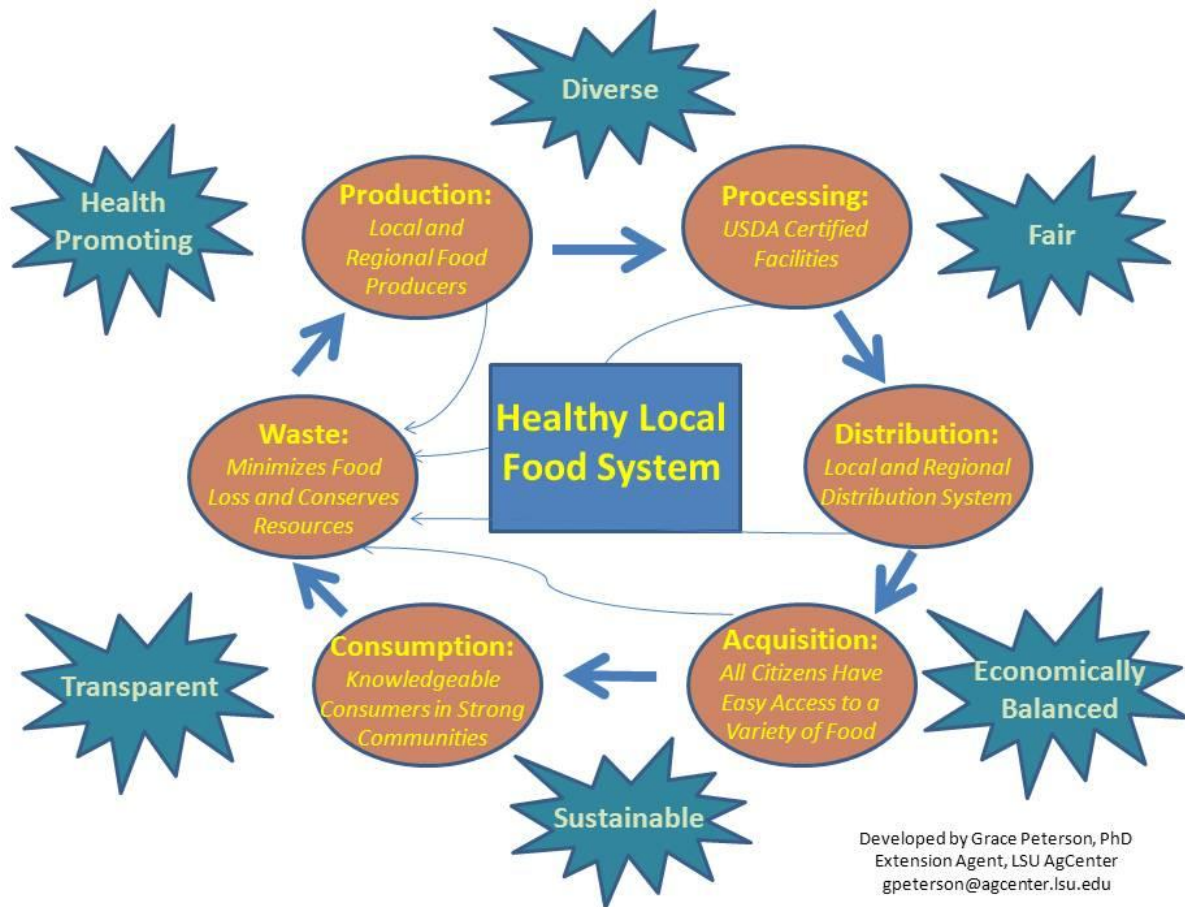 Diverse
Health
Promoting
Production:
Local and
Regional Food
Producers
Processing:
USDA Certified
Facilities
Fair
Healthy Local
Food System
Waste:
Minimizes Food
Loss and Conserves
Resources
Distribution:
Local and Regional
Distribution System
Transparent
Consumption:
Knowledgeable
Consumers in Strong
Communities
Acquisition:
All Citizens Have
Easy Access to a
Variety of Food
Economically
Balanced
Sustainable
Developed by Grace Peterson, PhD
Extension Agent, LSU AgCenter
gpeterson@agcenter.lsu.edu